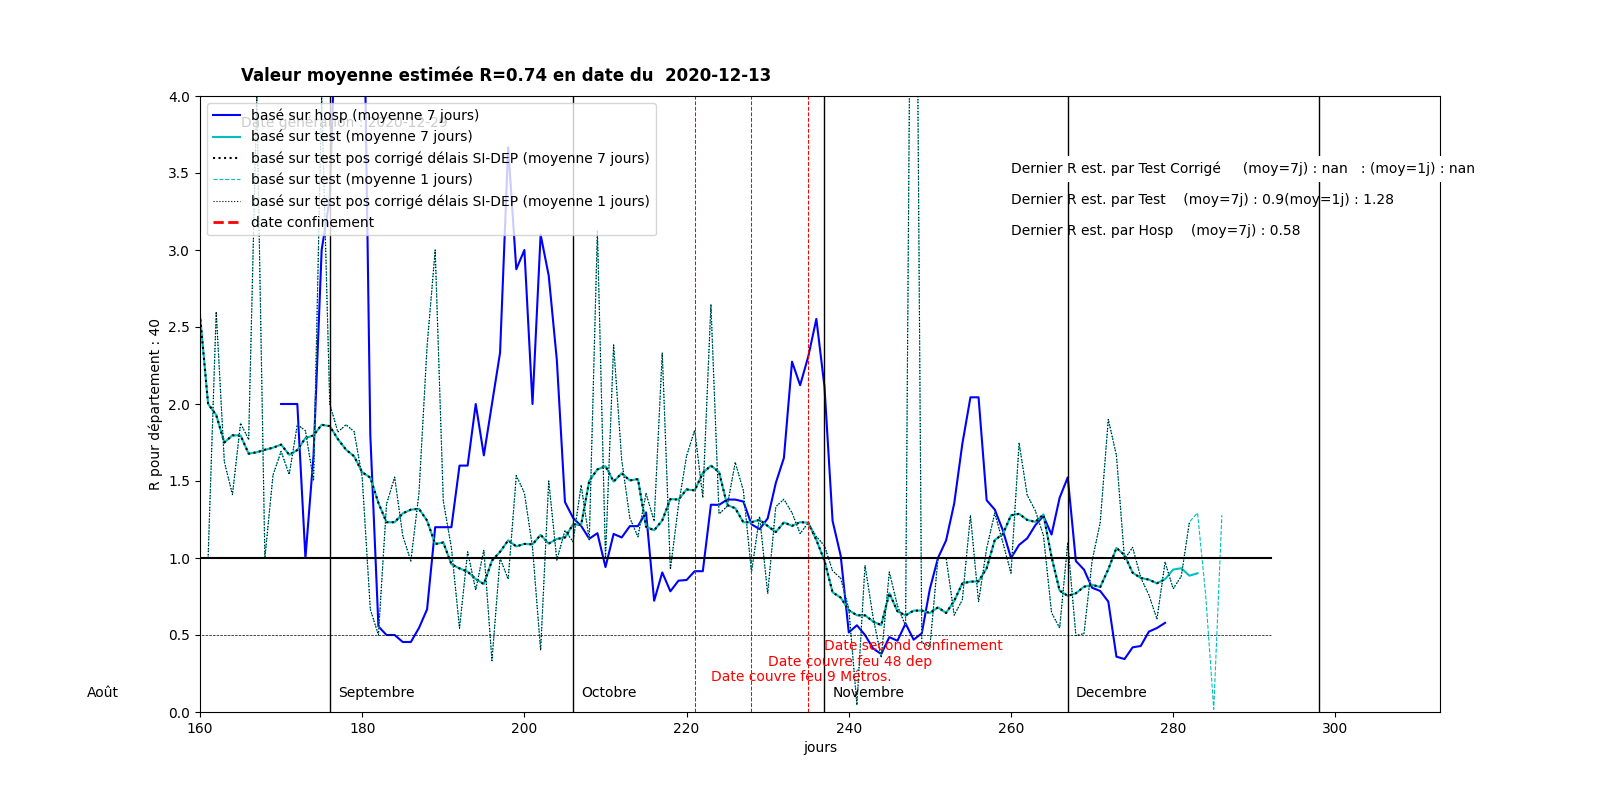 Valeur moyenne estimée R=0.74 en date du  2020-12-13
Date génération : 2020-12-29
basé sur hosp (moyenne 7 jours)
basé sur test (moyenne 7 jours)
basé sur test pos corrigé délais SI-DEP (moyenne 7 jours)
basé sur test (moyenne 1 jours)
basé sur test pos corrigé délais SI-DEP (moyenne 1 jours)
date confinement
Dernier R est. par Test Corrigé     (moy=7j) : nan   : (moy=1j) : nan
Dernier R est. par Test    (moy=7j) : 0.9(moy=1j) : 1.28
Dernier R est. par Hosp    (moy=7j) : 0.58
R pour département : 40
4.0
3.5
3.0
2.5
2.0
1.5
1.0
0.5
0.0
Date second confinement
Date couvre feu 48 dep
Date couvre feu 9 Métros.
Août
Septembre
Octobre
Novembre
Decembre
160
180
200
220
240
260
280
300
jours